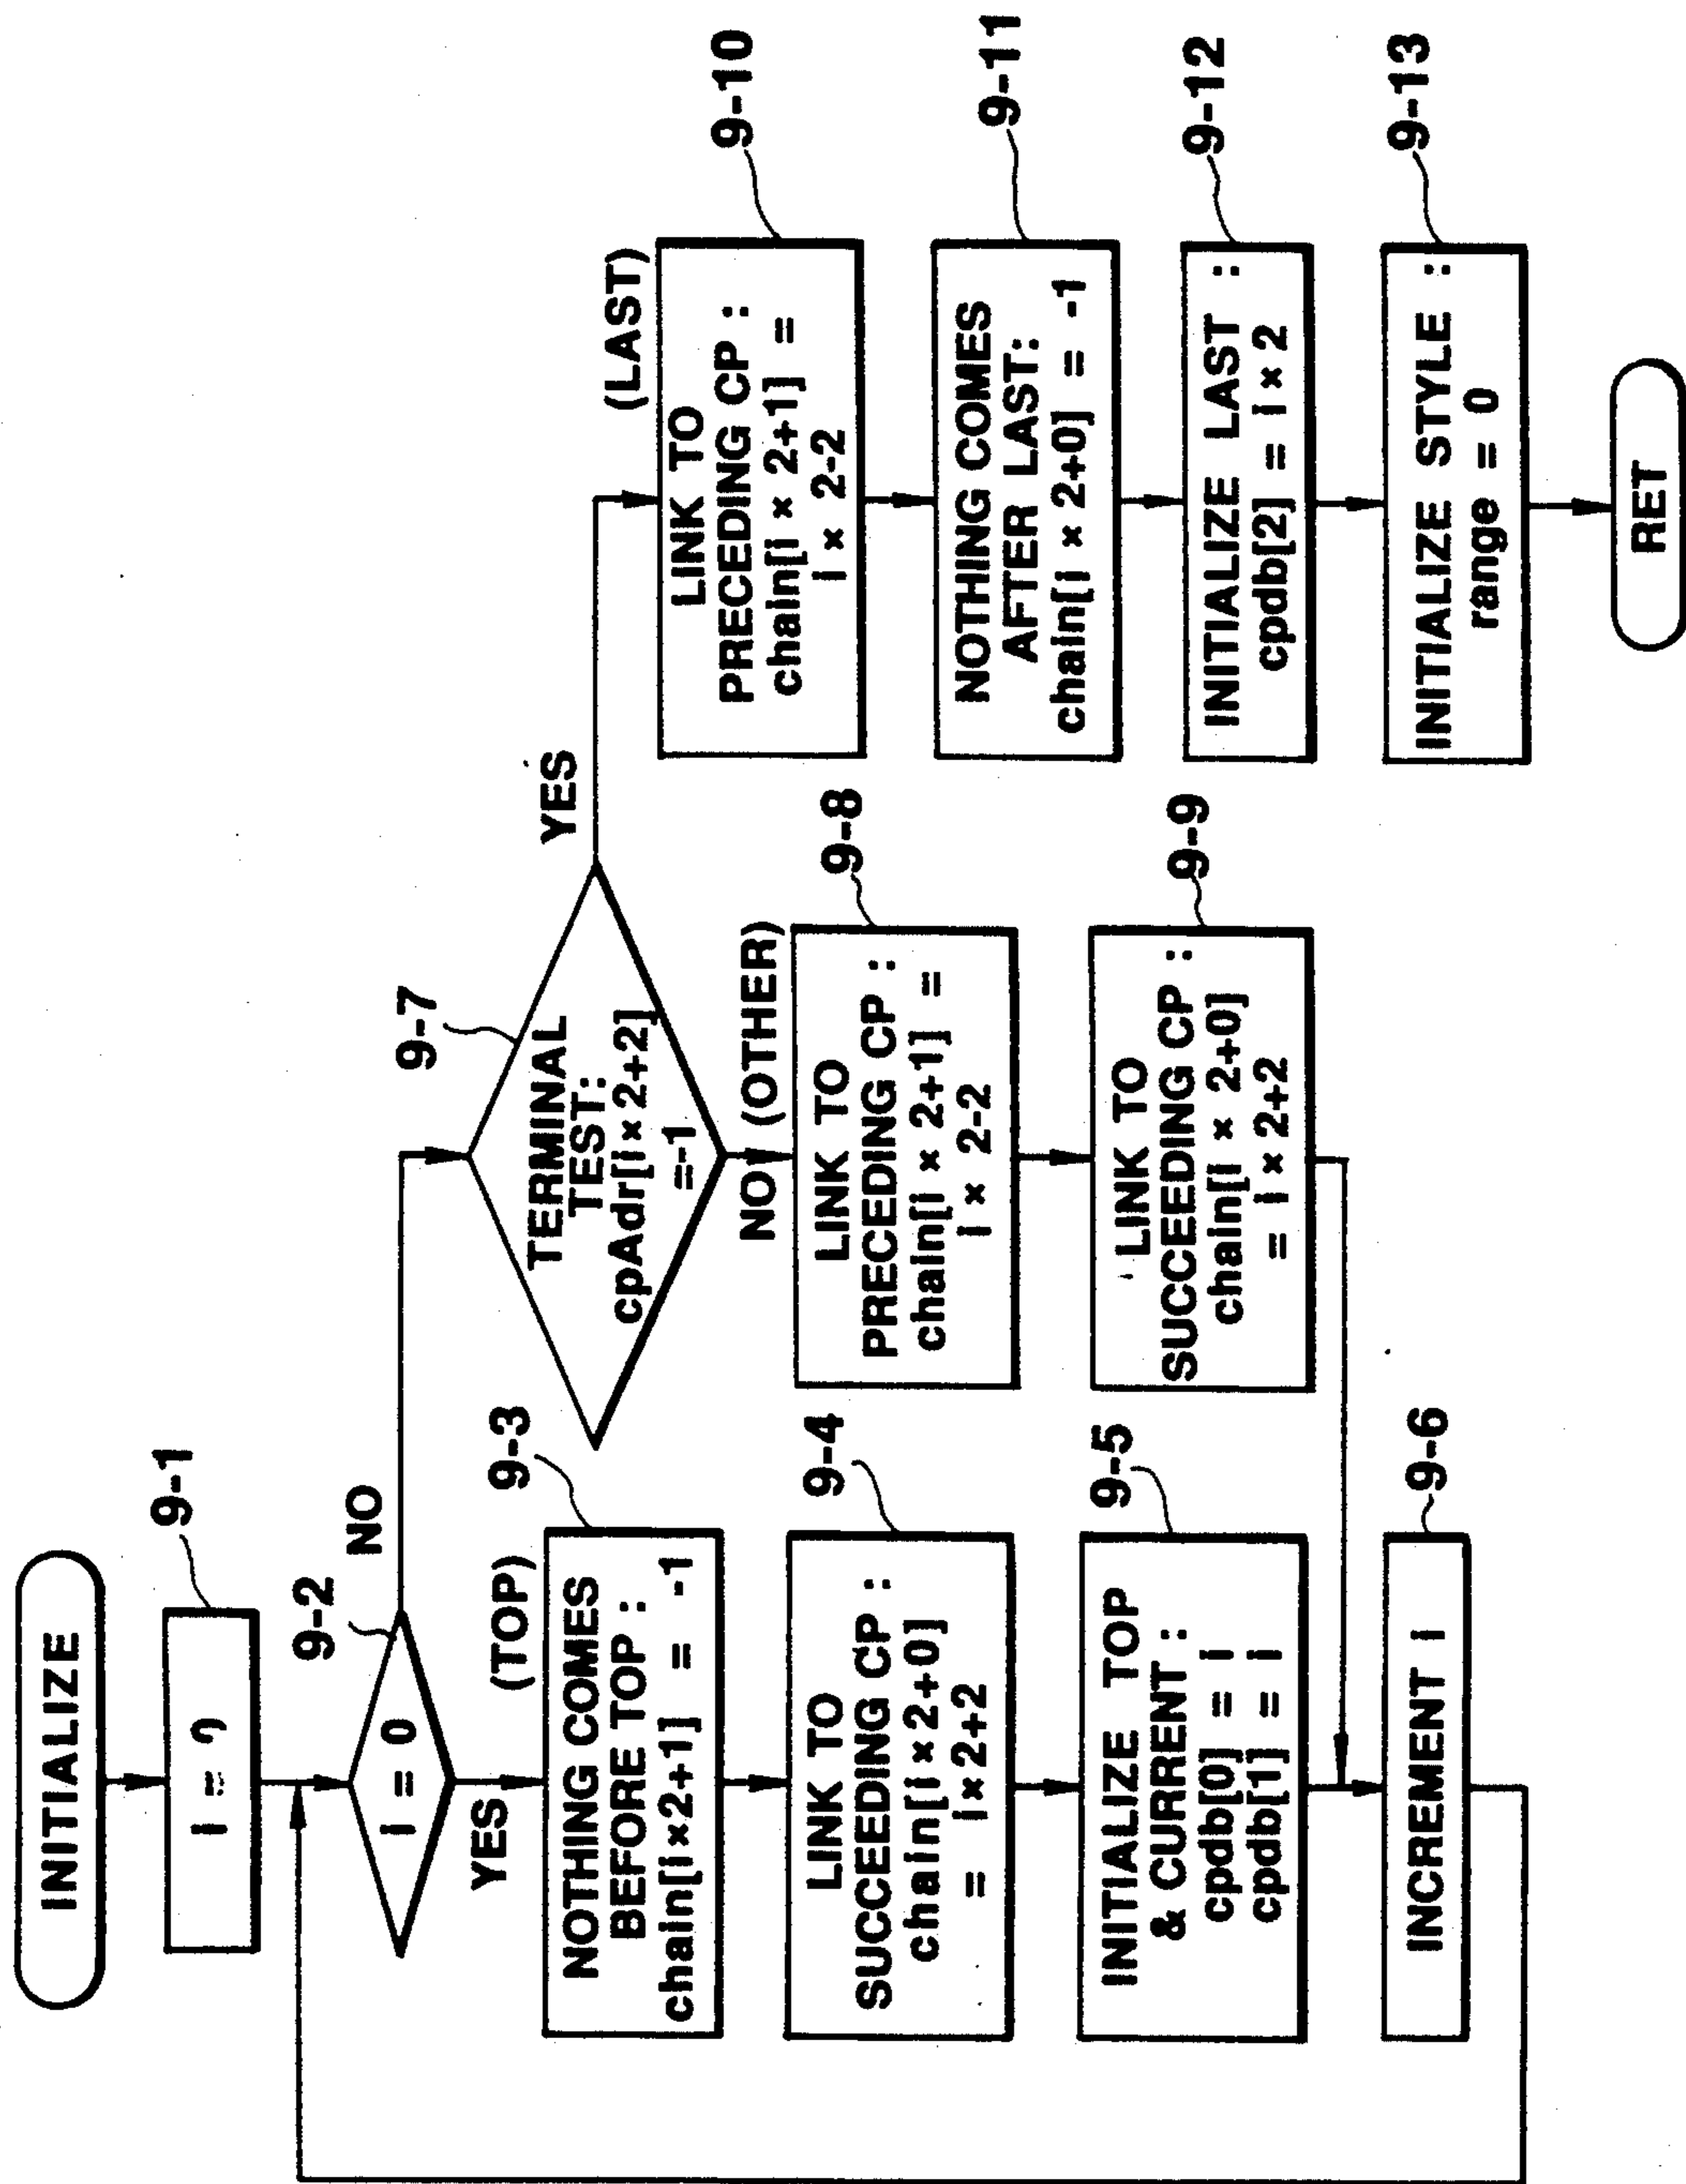 INITIALIZE
9-1
9-2
i = 0
NO
YES
(TOP)
9-3
NOTHING COMES
BEFORE TOP :
chain[i×2+1] = -1
9-4
LINK TO
SUCCEEDING CP :
chain[i×2+0]
= i×2+2
9-5
INITIALIZE TOP
& CURRENT :
cpdb[0] = i
cpdb[1] = i
9-6
INCREMENT i
9-7
TERMINAL
TEST:
cpAdr[i×2+2]
=-1
YES
NO (OTHER)
9-8
LINK TO
PRECEDING CP :
chain[i × 2+1] =
i × 2-2
9-9
LINK TO
SUCCEEDING CP :
chain[i × 2+0]
= i × 2+2
(LAST)
9-10
LINK TO
PRECEDING CP :
chain[i × 2+1] =
i × 2-2
9-11
NOTHING COMES
AFTER LAST:
chain[i × 2+0] = -1
9-12
INITIALIZE LAST :
cpdb[2] = i × 2
9-13
INITIALIZE STYLE :
range = 0
RET